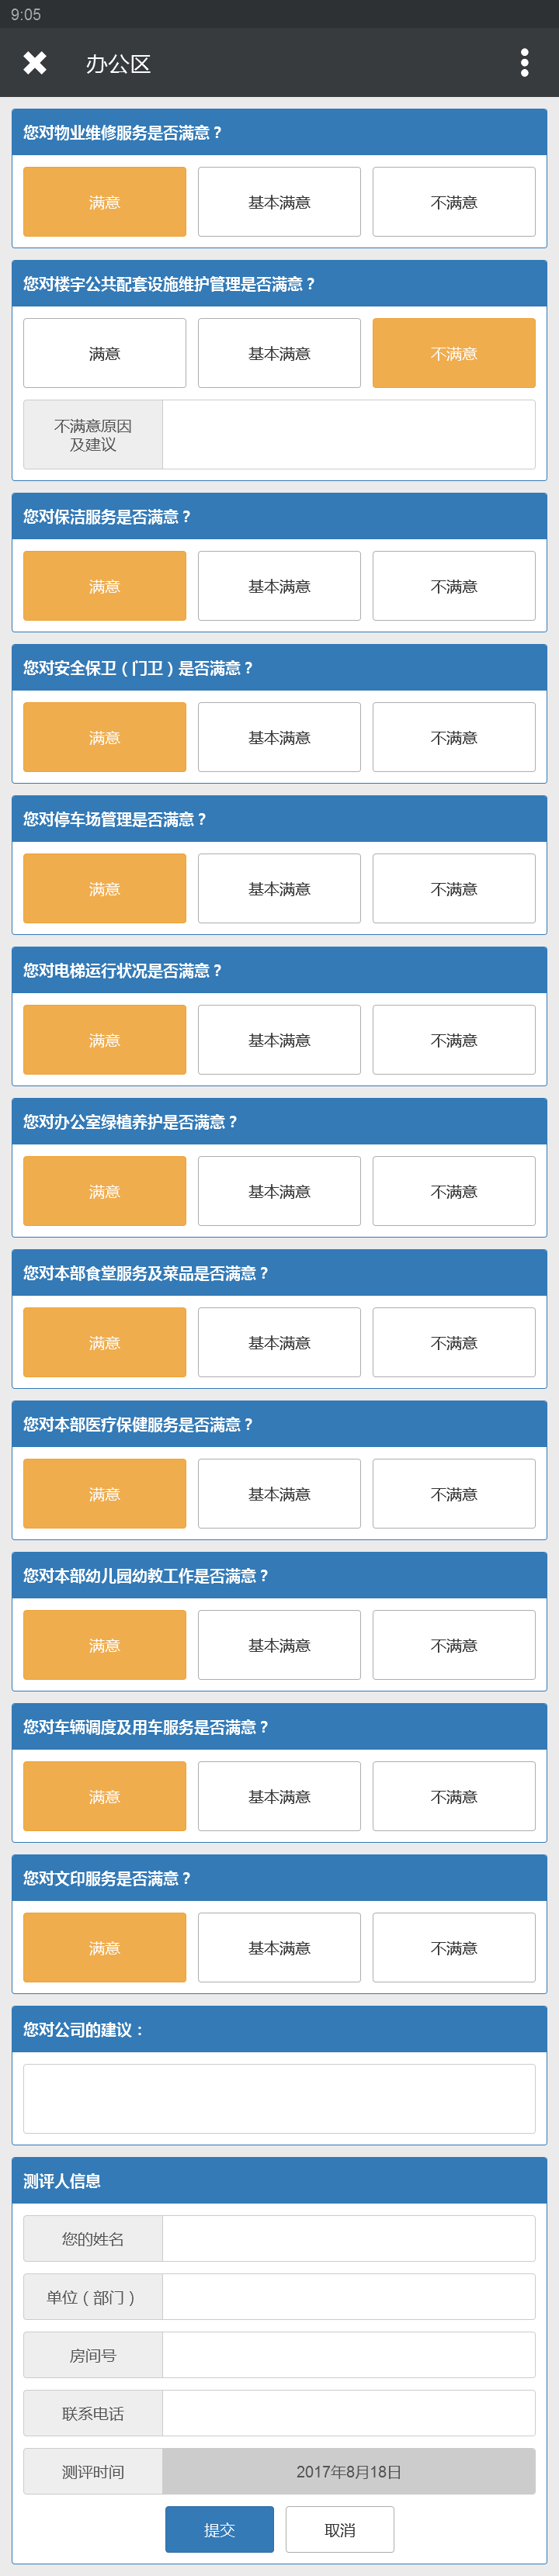 9:05
办公区
您对物业维修服务是否满意？
满意 基本满意 不满意
您对楼宇公共配套设施维护管理是否满意？
满意 基本满意 不满意
不满意原因
及建议
您对保洁服务是否满意？
满意 基本满意 不满意
您对安全保卫（门卫）是否满意？
满意 基本满意 不满意
您对停车场管理是否满意？
满意 基本满意 不满意
您对电梯运行状况是否满意？
满意 基本满意 不满意
您对办公室绿植养护是否满意？
满意 基本满意 不满意
您对本部食堂服务及菜品是否满意？
满意 基本满意 不满意
您对本部医疗保健服务是否满意？
满意 基本满意 不满意
您对本部幼儿园幼教工作是否满意？
满意 基本满意 不满意
您对车辆调度及用车服务是否满意？
满意 基本满意 不满意
您对文印服务是否满意？
满意 基本满意 不满意
您对公司的建议：
测评人信息
您的姓名
单位（部门）
房间号
联系电话
测评时间 2017年8月18日
提交 取消